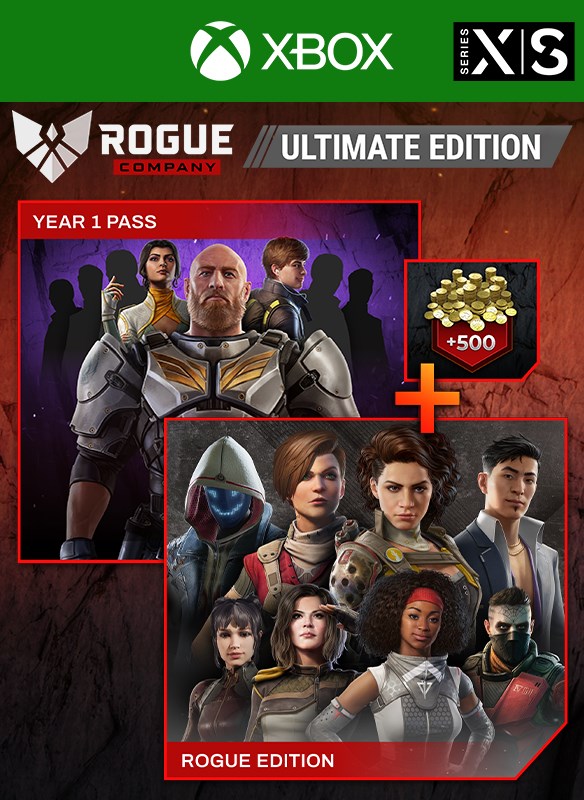 XBOX
SERIES X|S
ROGUE
COMPANY
ULTIMATE EDITION
YEAR 1 PASS
+500
+
ROGUE EDITION